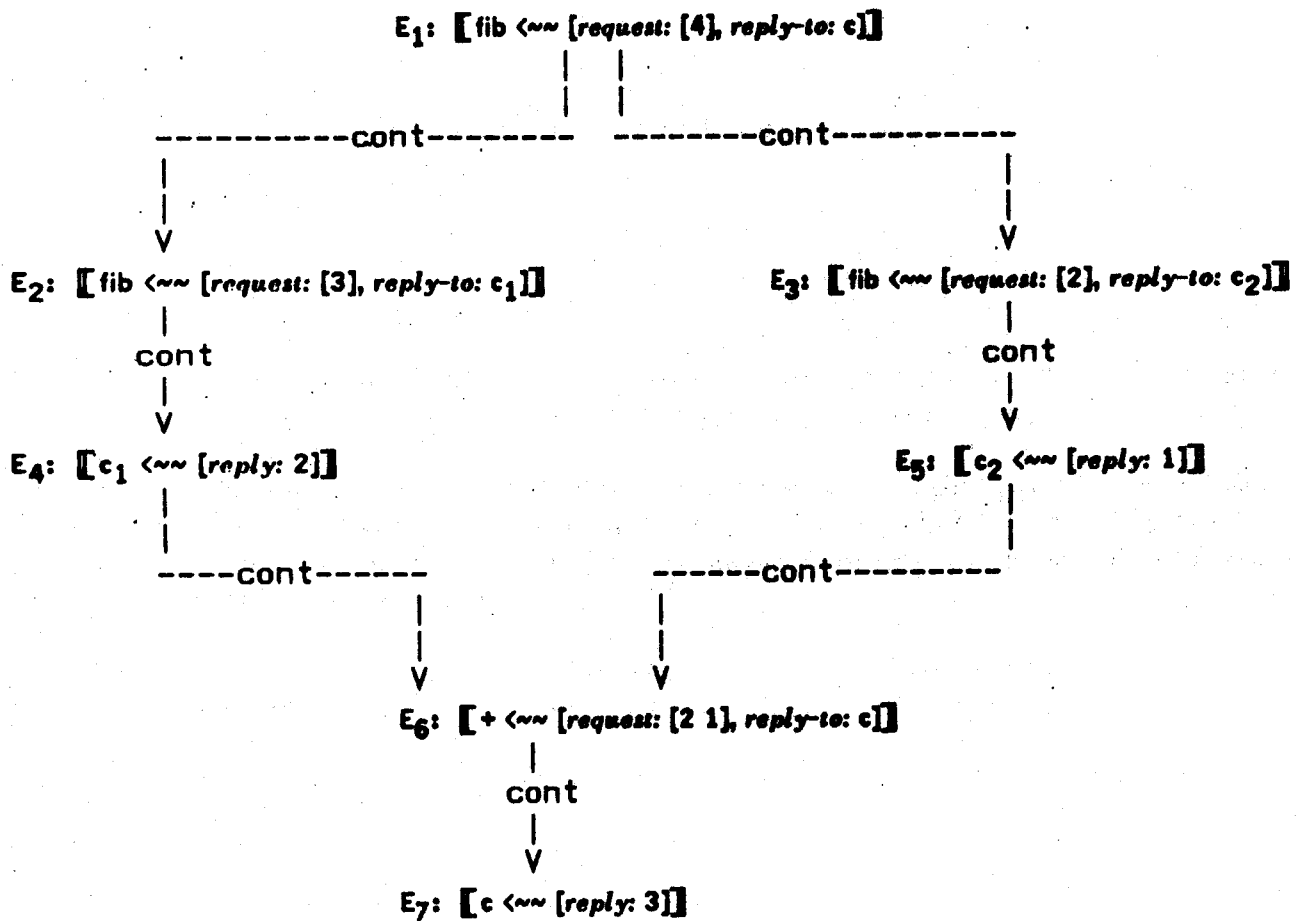 E₁: ⟦fib <~~ [request: [4], reply-to: c]⟧
cont cont
E₂: ⟦fib <~~ [request: [3], reply-to: c₁]⟧ E₃: ⟦fib <~~ [request: [2], reply-to: c₂]⟧
cont cont
E₄: ⟦c₁ <~~ [reply: 2]⟧ E₅: ⟦c₂ <~~ [reply: 1]⟧
cont cont
E₆: ⟦+ <~~ [request: [2 1], reply-to: c]⟧
cont
E₇: ⟦c <~~ [reply: 3]⟧